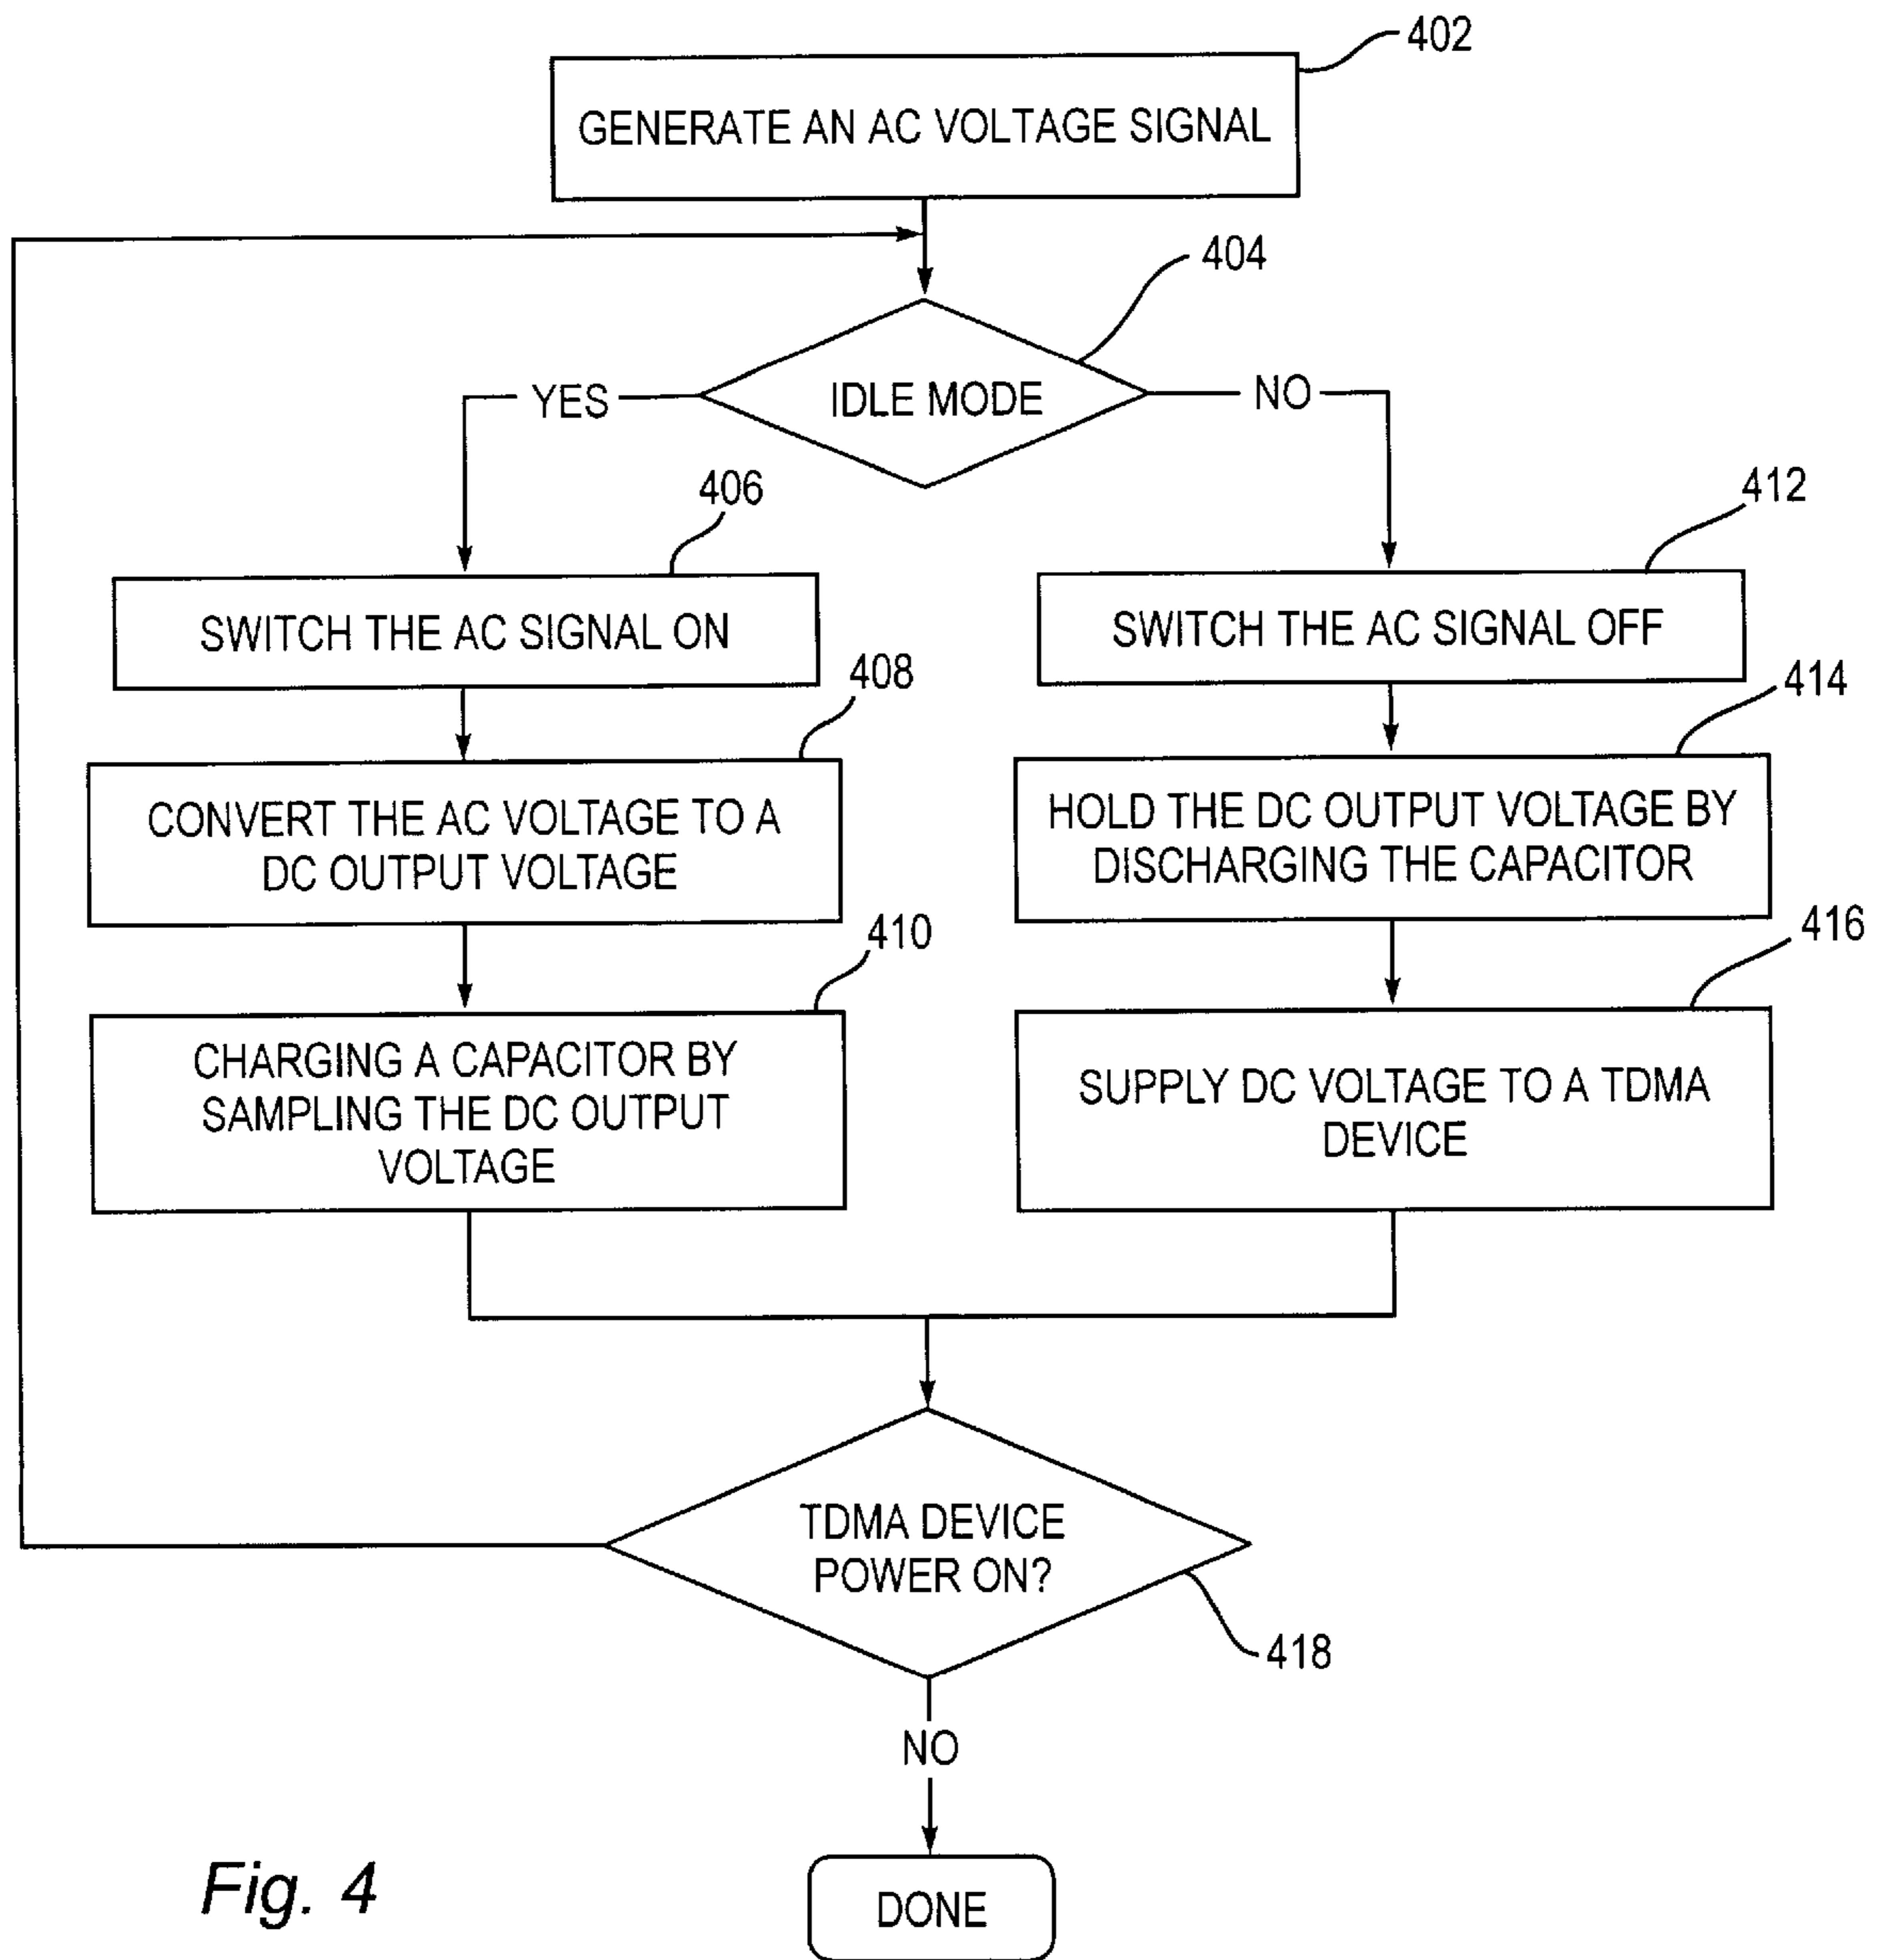 402
GENERATE AN AC VOLTAGE SIGNAL
404
IDLE MODE
YES
NO
406
412
SWITCH THE AC SIGNAL ON
SWITCH THE AC SIGNAL OFF
408
414
CONVERT THE AC VOLTAGE TO A
DC OUTPUT VOLTAGE
HOLD THE DC OUTPUT VOLTAGE BY
DISCHARGING THE CAPACITOR
410
416
CHARGING A CAPACITOR BY
SAMPLING THE DC OUTPUT
VOLTAGE
SUPPLY DC VOLTAGE TO A TDMA
DEVICE
TDMA DEVICE
POWER ON?
418
NO
DONE
Fig. 4